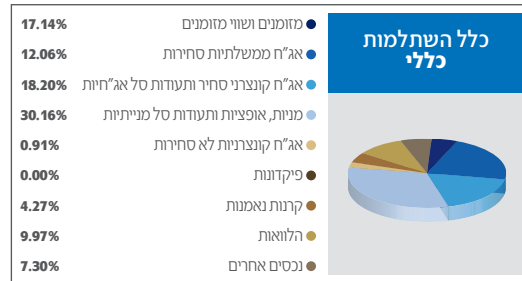 כלל השתלמות
כללי
מזומנים ושווי מזומנים 17.14%
אג"ח ממשלתיות סחירות 12.06%
אג"ח קונצרני סחיר ותעודות סל אג"חיות 18.20%
מניות, אופציות ותעודות סל מנייתיות 30.16%
אג"ח קונצרניות לא סחירות 0.91%
פיקדונות 0.00%
קרנות נאמנות 4.27%
הלוואות 9.97%
נכסים אחרים 7.30%